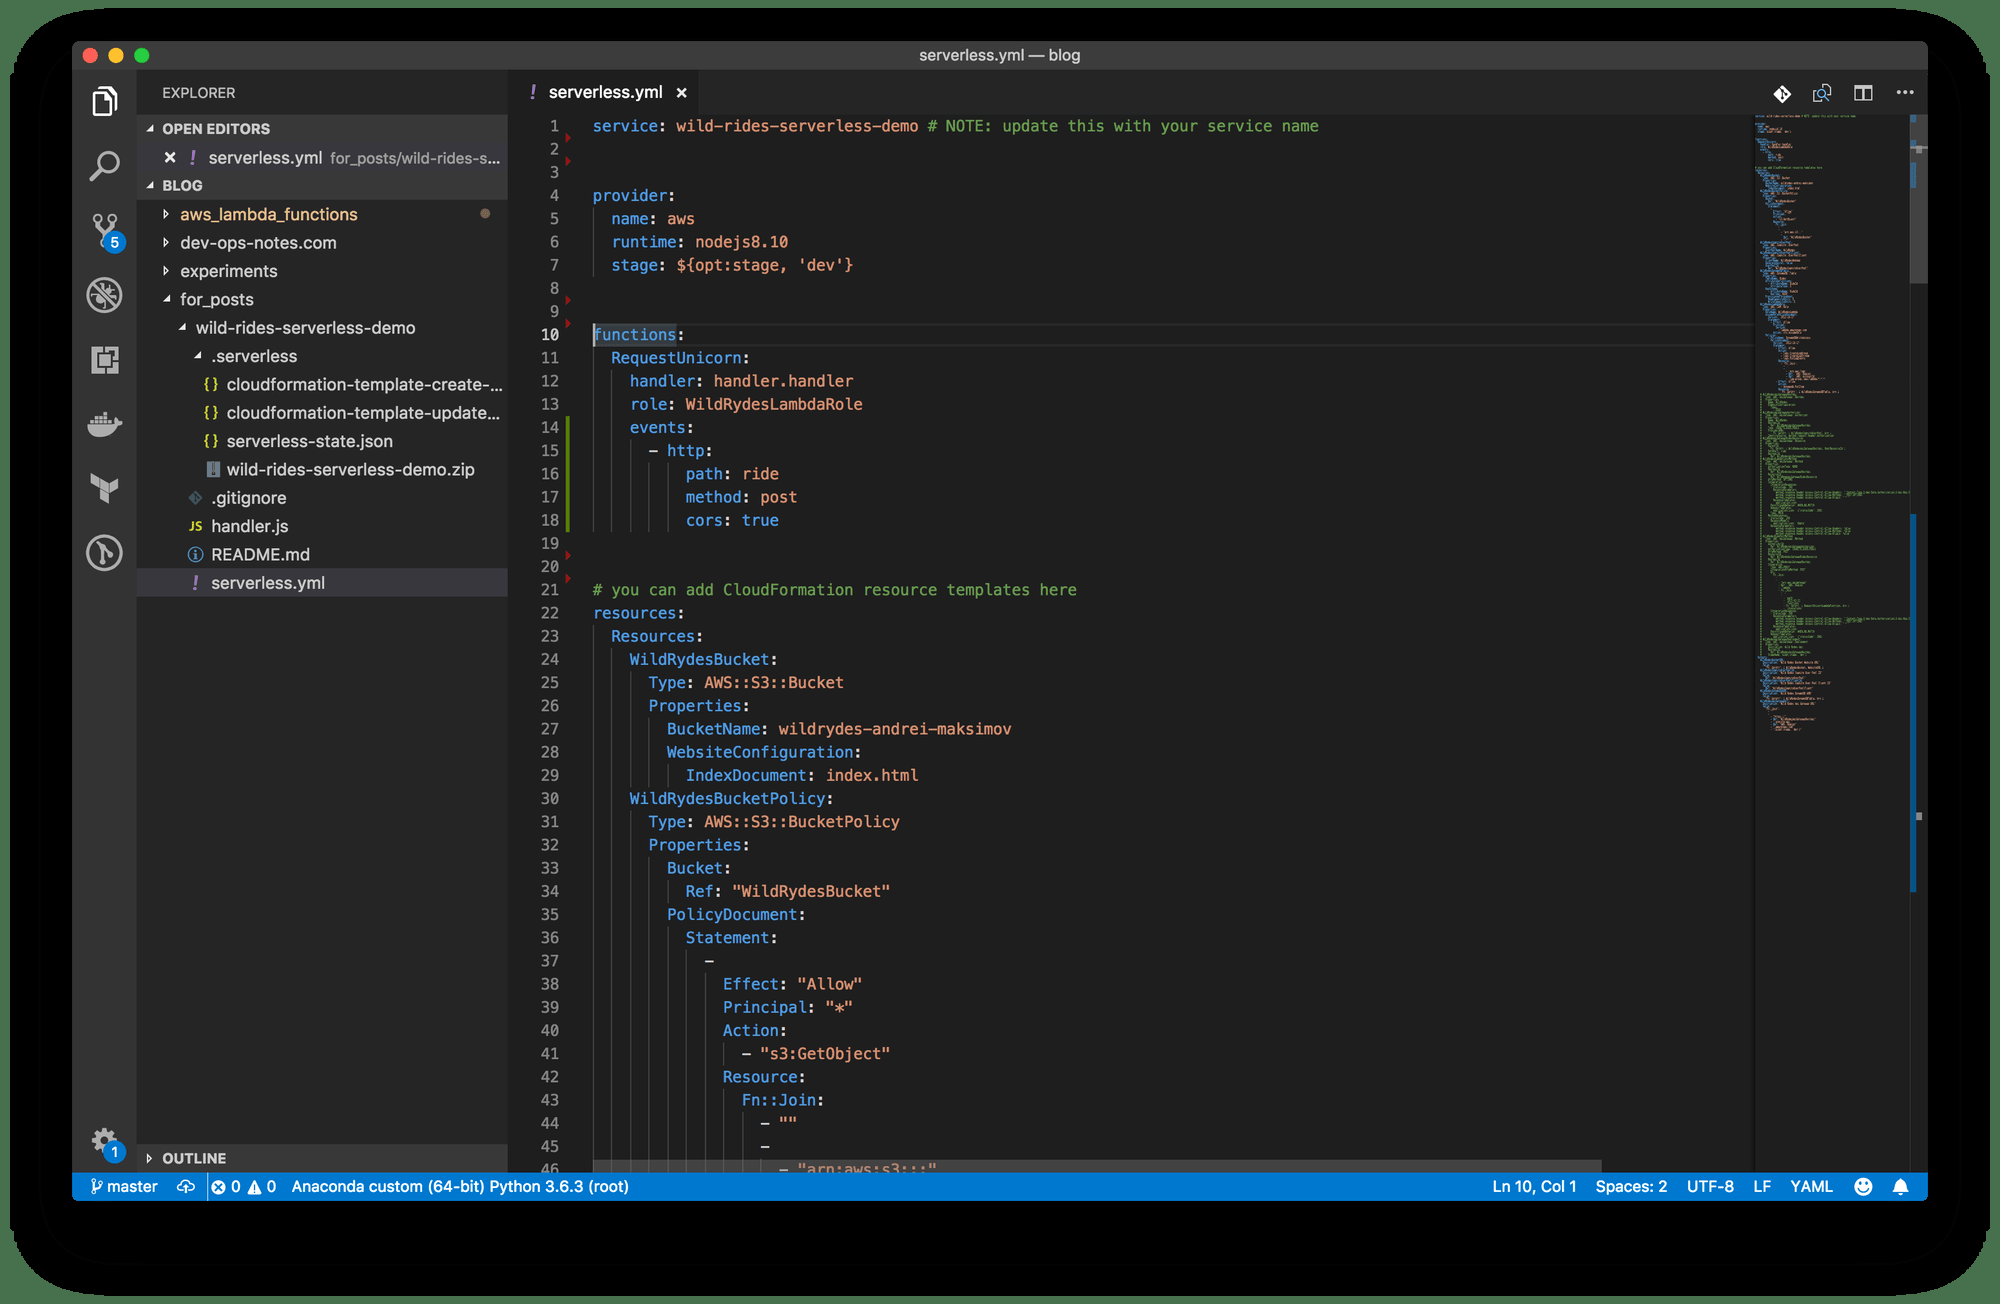 serverless.yml — blog
EXPLORER
OPEN EDITORS
× ! serverless.yml for_posts/wild-rides-s...
BLOG
aws_lambda_functions
dev-ops-notes.com
experiments
for_posts
wild-rides-serverless-demo
.serverless
{} cloudformation-template-create-...
{} cloudformation-template-update...
{} serverless-state.json
wild-rides-serverless-demo.zip
.gitignore
JS handler.js
README.md
! serverless.yml
OUTLINE
5
1
! serverless.yml ×
1 service: wild-rides-serverless-demo # NOTE: update this with your service name
2
3
4 provider:
5   name: aws
6   runtime: nodejs8.10
7   stage: ${opt:stage, 'dev'}
8
9
10 functions:
11   RequestUnicorn:
12     handler: handler.handler
13     role: WildRydesLambdaRole
14     events:
15       - http:
16           path: ride
17           method: post
18           cors: true
19
20
21 # you can add CloudFormation resource templates here
22 resources:
23   Resources:
24     WildRydesBucket:
25       Type: AWS::S3::Bucket
26       Properties:
27         BucketName: wildrydes-andrei-maksimov
28         WebsiteConfiguration:
29           IndexDocument: index.html
30     WildRydesBucketPolicy:
31       Type: AWS::S3::BucketPolicy
32       Properties:
33         Bucket:
34           Ref: "WildRydesBucket"
35         PolicyDocument:
36           Statement:
37             -
38               Effect: "Allow"
39               Principal: "*"
40               Action:
41                 - "s3:GetObject"
42               Resource:
43                 Fn::Join:
44                   - ""
45                   -
46                     - "arn:aws:s3:::"
master 0 0 Anaconda custom (64-bit) Python 3.6.3 (root) Ln 10, Col 1 Spaces: 2 UTF-8 LF YAML